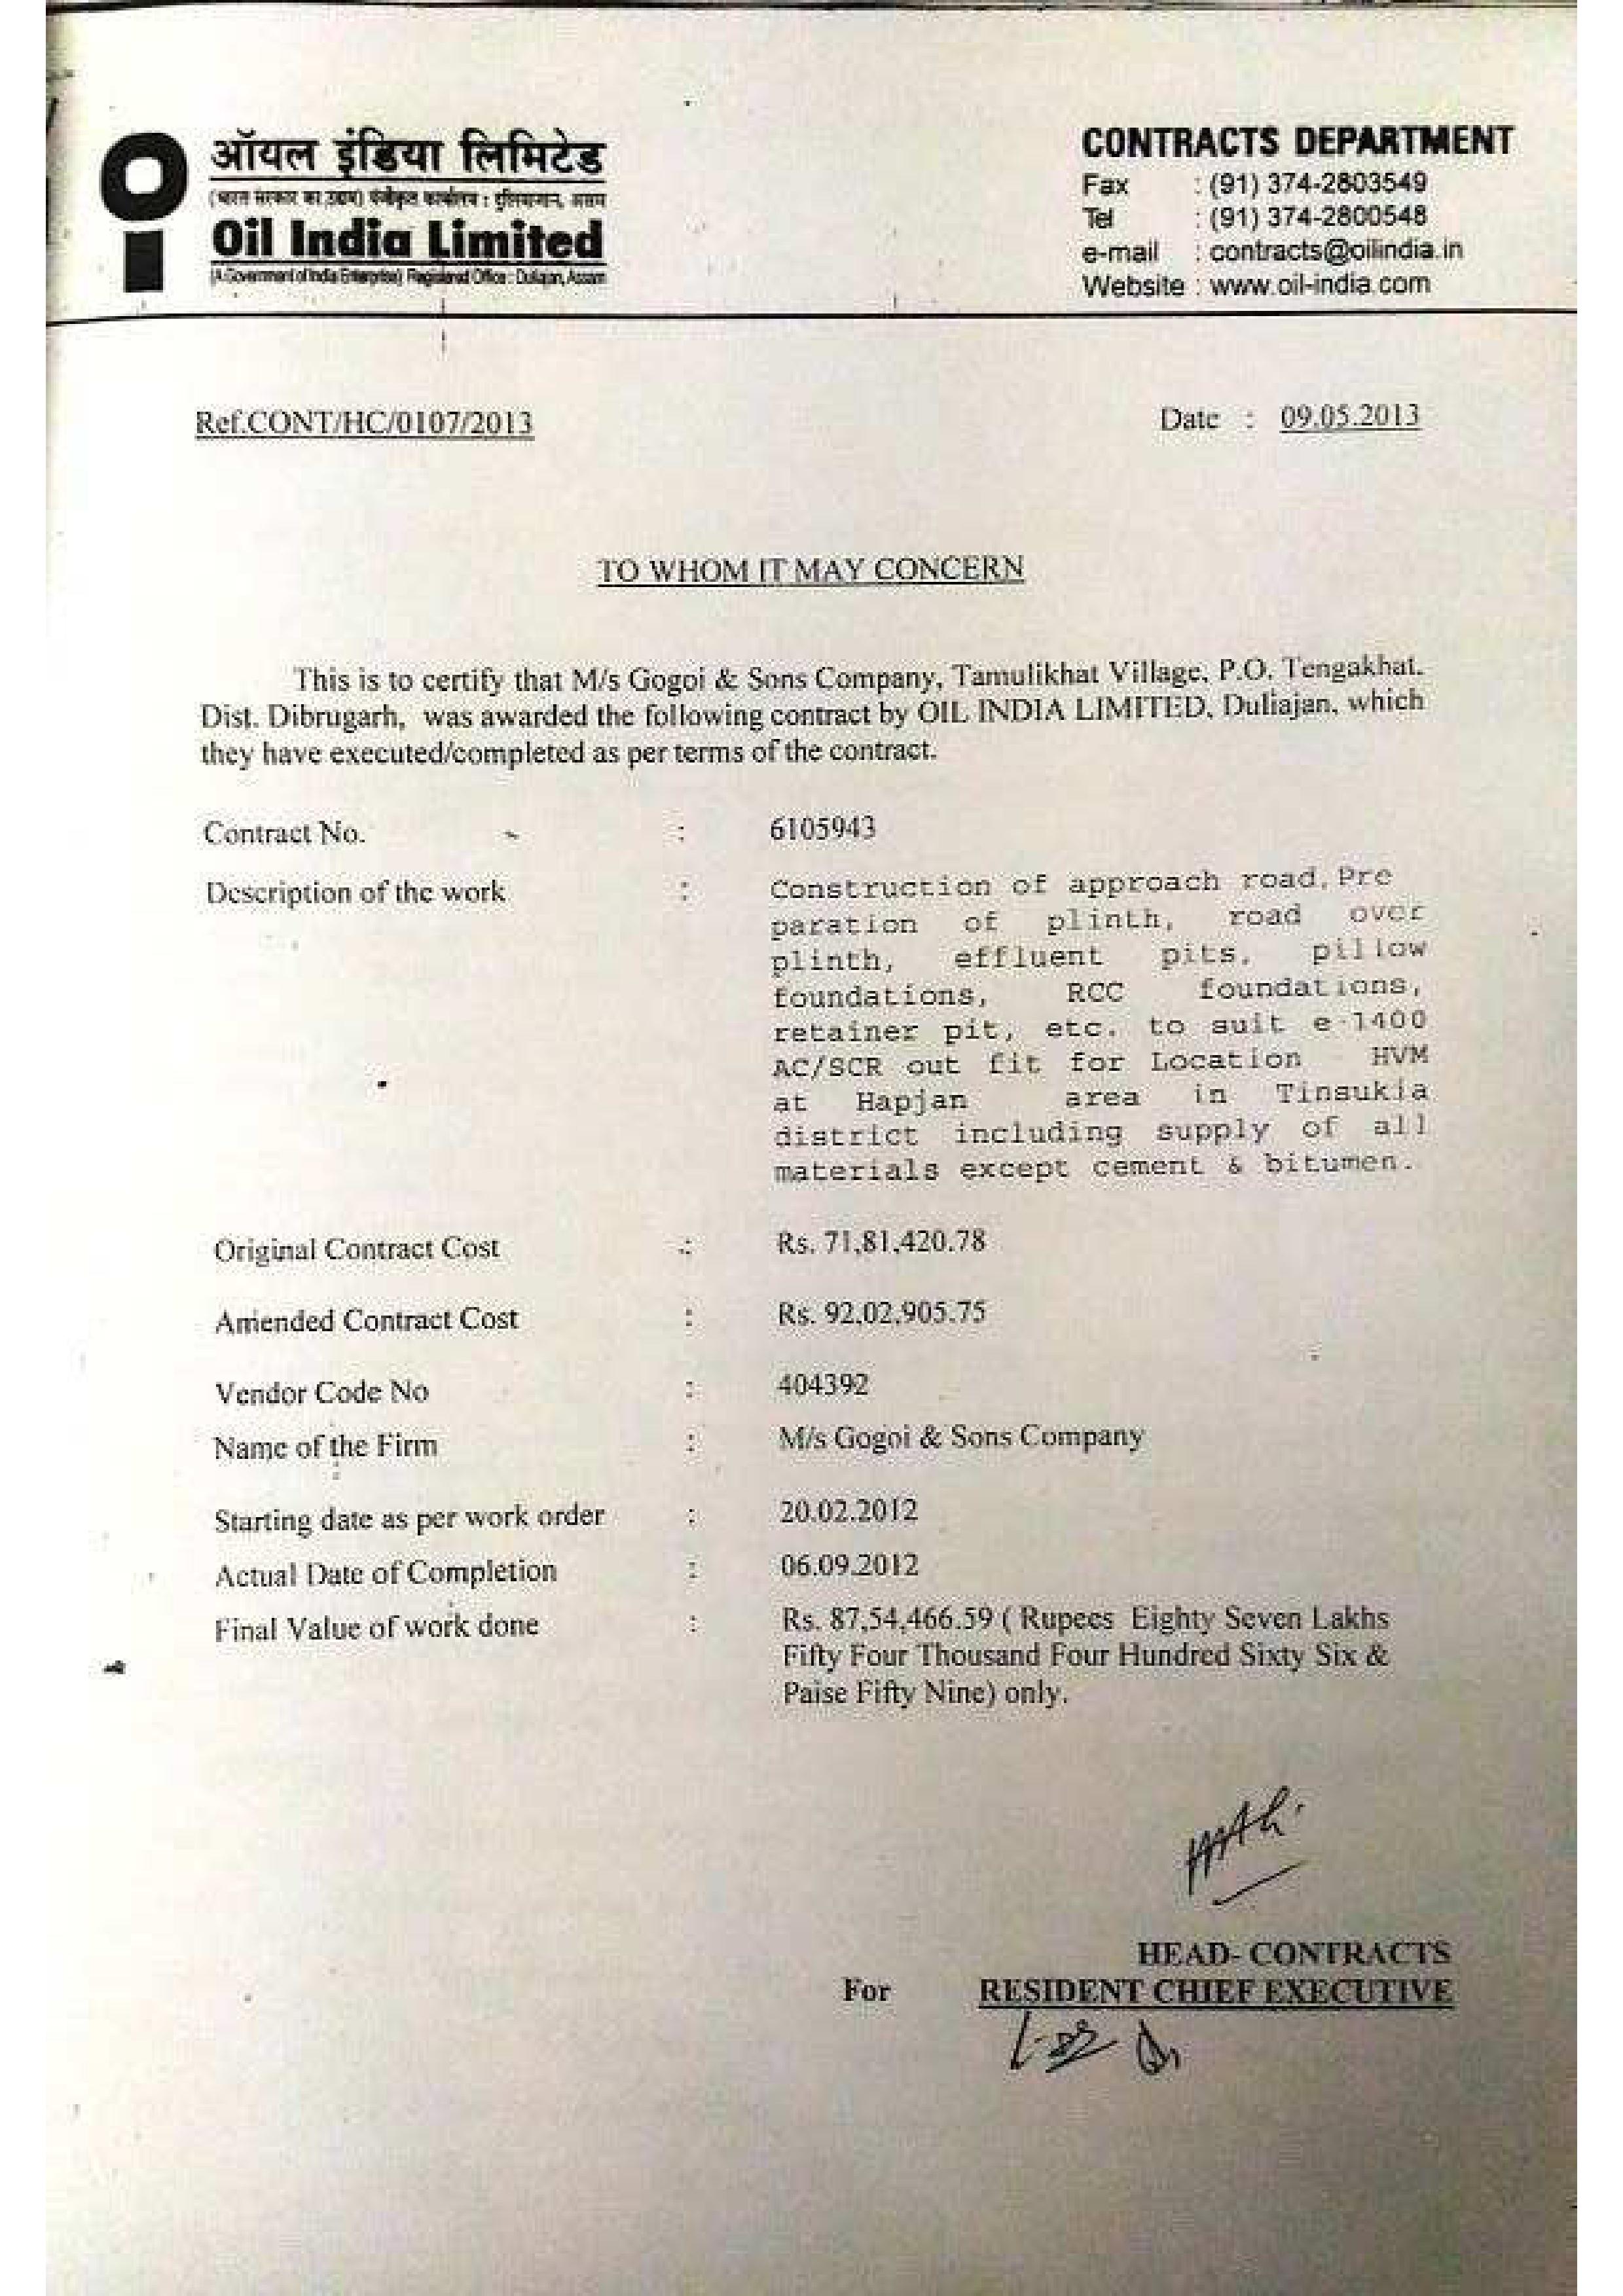 ऑयल इंडिया लिमिटेड
(भारत सरकार का उद्यम) पंजीकृत कार्यालय : दुलियाजान, असम
Oil India Limited
(A Government of India Enterprise) Registered Office : Duliajan, Assam
CONTRACTS DEPARTMENT
Fax : (91) 374-2803549
Tel : (91) 374-2800548
e-mail : contracts@oilindia.in
Website : www.oil-india.com
Ref.CONT/HC/0107/2013 Date : 09.05.2013
TO WHOM IT MAY CONCERN
This is to certify that M/s Gogoi & Sons Company, Tamulikhat Village, P.O. Tengakhat.
Dist. Dibrugarh, was awarded the following contract by OIL INDIA LIMITED, Duliajan, which
they have executed/completed as per terms of the contract.
Contract No. : 6105943
Description of the work : Construction of approach road, Pre
paration of plinth, road over
plinth, effluent pits, pillow
foundations, RCC foundations,
retainer pit, etc. to suit e-1400
AC/SCR out fit for Location HVM
at Hapjan area in Tinsukia
district including supply of all
materials except cement & bitumen.
Original Contract Cost : Rs. 71,81,420.78
Amended Contract Cost : Rs. 92,02,905.75
Vendor Code No : 404392
Name of the Firm : M/s Gogoi & Sons Company
Starting date as per work order : 20.02.2012
Actual Date of Completion : 06.09.2012
Final Value of work done : Rs. 87,54,466.59 ( Rupees Eighty Seven Lakhs
Fifty Four Thousand Four Hundred Sixty Six &
Paise Fifty Nine) only.
HEAD- CONTRACTS
For RESIDENT CHIEF EXECUTIVE